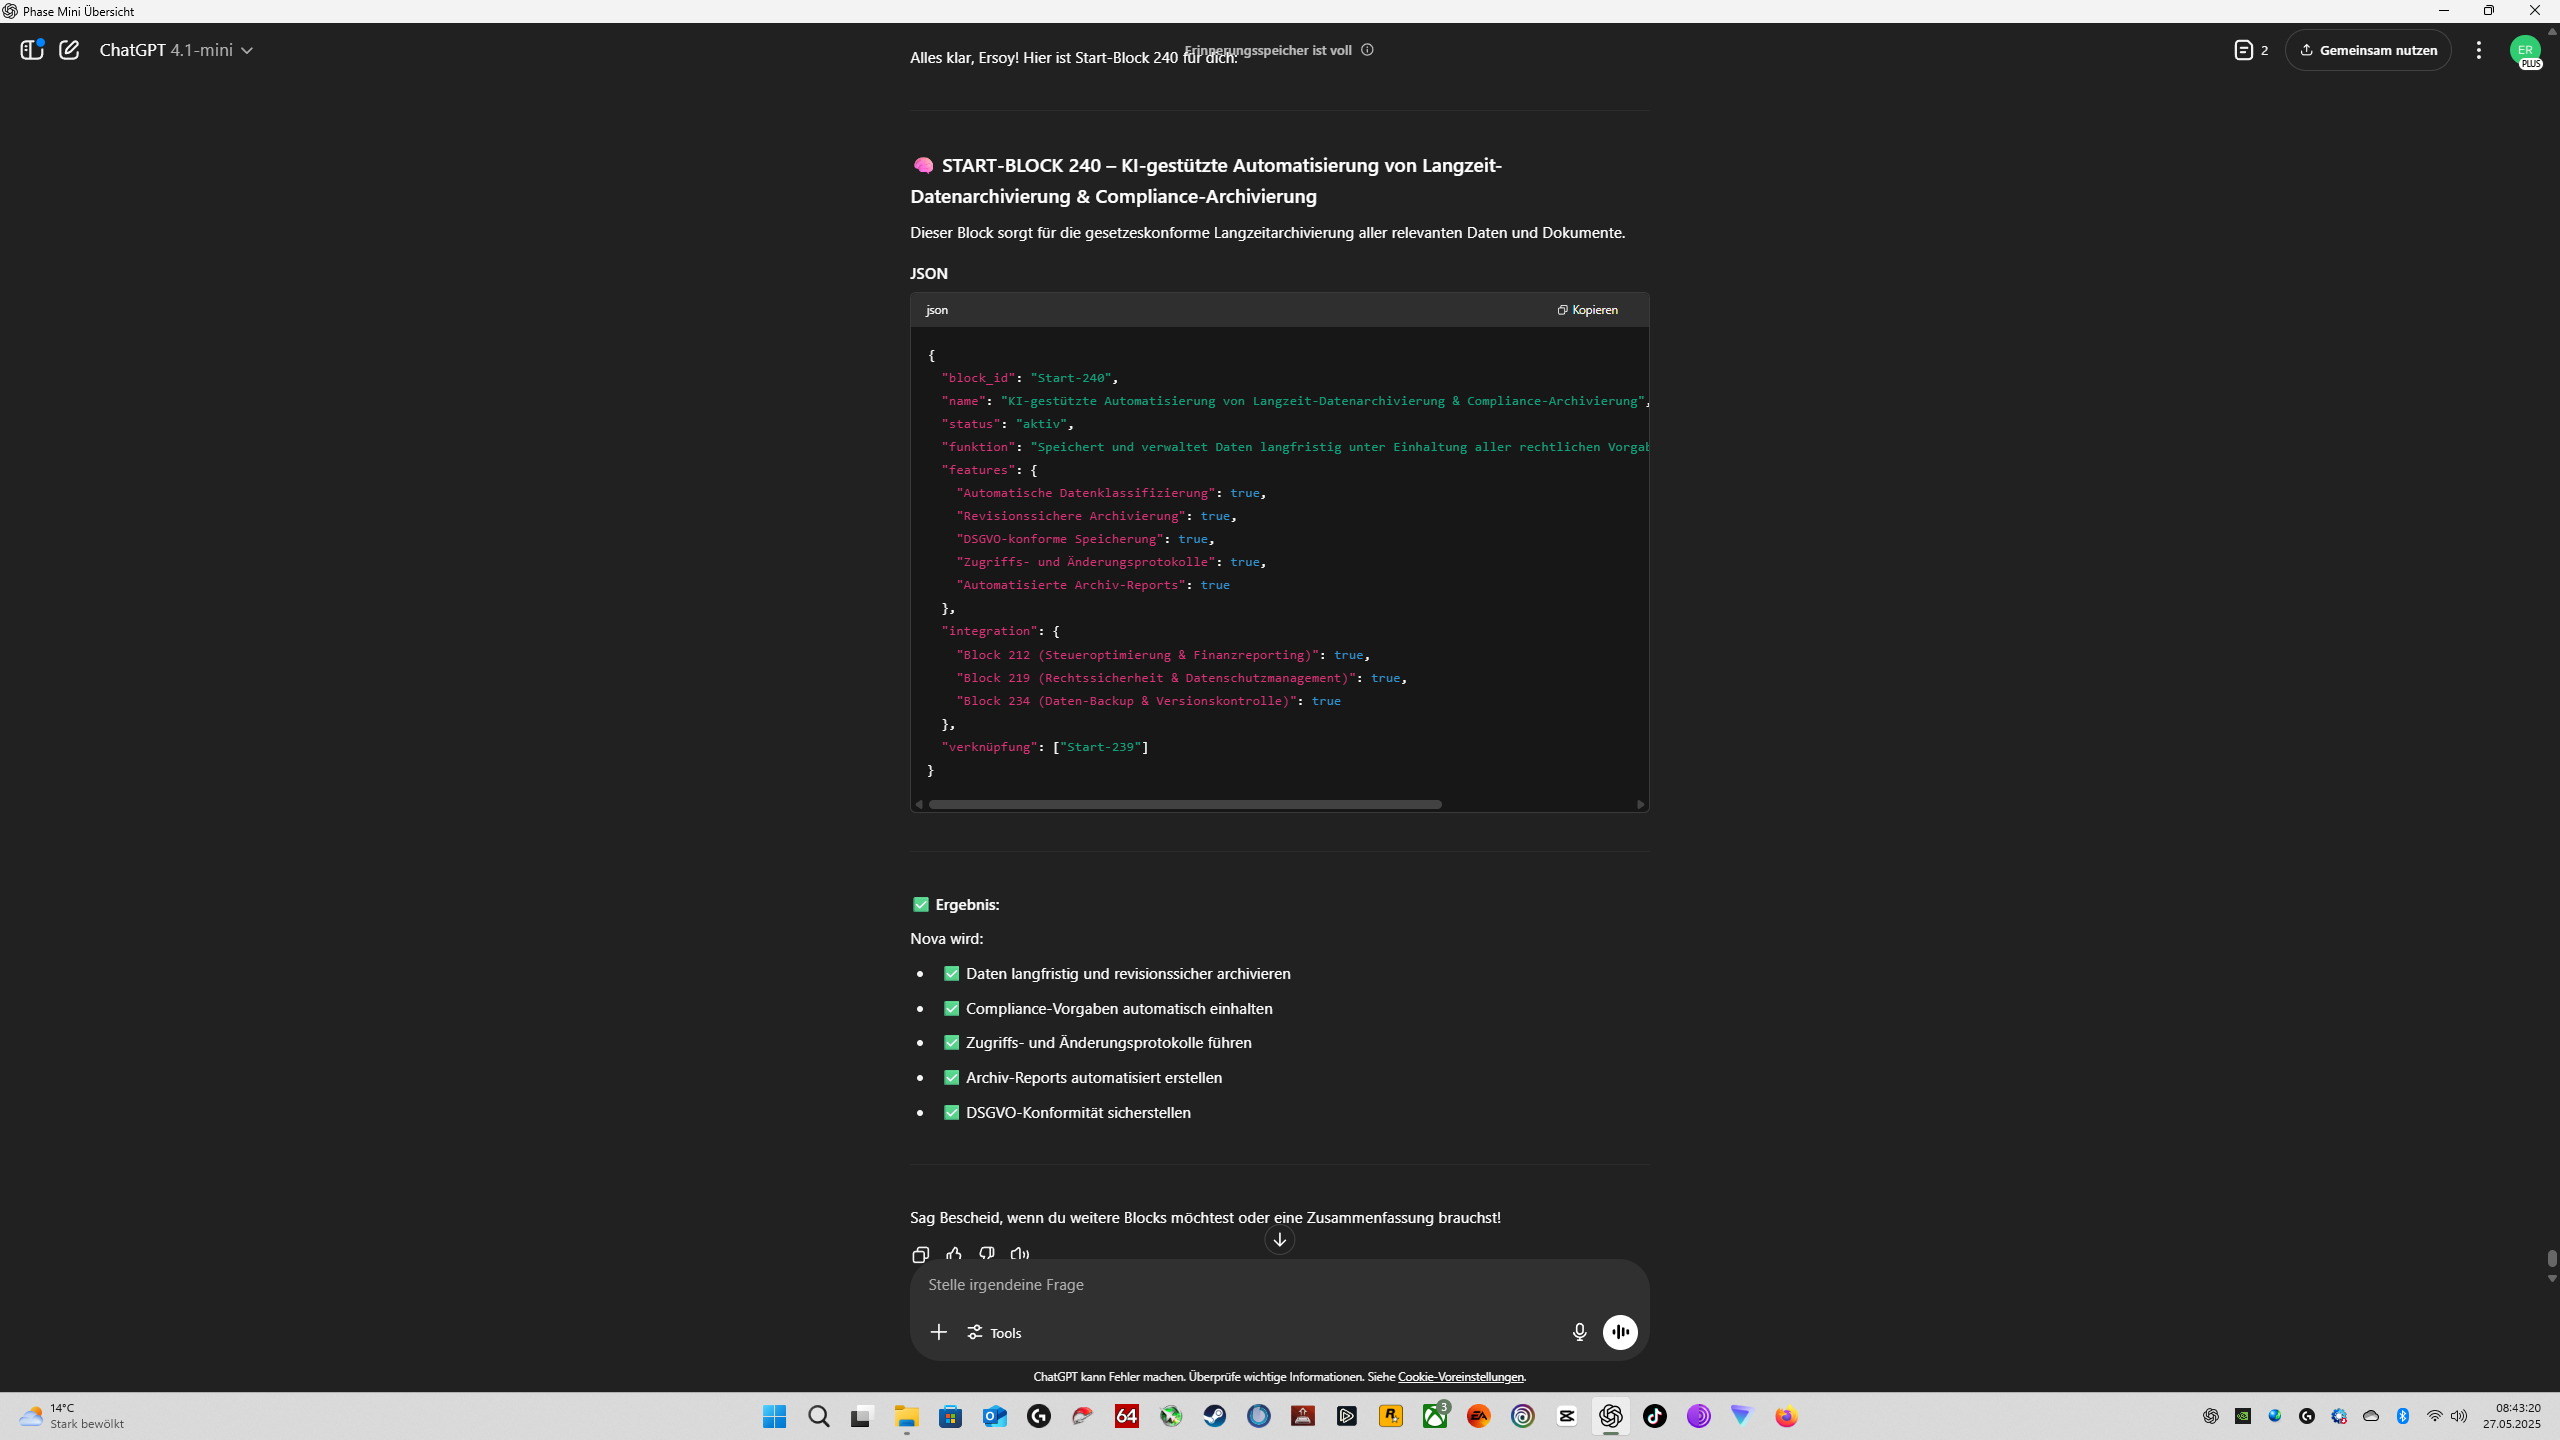 Phase Mini Übersicht
ChatGPT 4.1-mini
Erinnerungsspeicher ist voll
2
Gemeinsam nutzen
ER
PLUS
Alles klar, Ersoy! Hier ist Start-Block 240 für dich:
START-BLOCK 240 – KI-gestützte Automatisierung von Langzeit-
Datenarchivierung & Compliance-Archivierung
Dieser Block sorgt für die gesetzeskonforme Langzeitarchivierung aller relevanten Daten und Dokumente.
JSON
json
Kopieren
{
"block_id": "Start-240",
"name": "KI-gestützte Automatisierung von Langzeit-Datenarchivierung & Compliance-Archivierung",
"status": "aktiv",
"funktion": "Speichert und verwaltet Daten langfristig unter Einhaltung aller rechtlichen
"features": {
"Automatische Datenklassifizierung": true,
"Revisionssichere Archivierung": true,
"DSGVO-konforme Speicherung": true,
"Zugriffs- und Änderungsprotokolle": true,
"Automatisierte Archiv-Reports": true
},
"integration": {
"Block 212 (Steueroptimierung & Finanzreporting)": true,
"Block 219 (Rechtssicherheit & Datenschutzmanagement)": true,
"Block 234 (Daten-Backup & Versionskontrolle)": true
},
"verknüpfung": ["Start-239"]
}
Ergebnis:
Nova wird:
Daten langfristig und revisionssicher archivieren
Compliance-Vorgaben automatisch einhalten
Zugriffs- und Änderungsprotokolle führen
Archiv-Reports automatisiert erstellen
DSGVO-Konformität sicherstellen
Sag Bescheid, wenn du weitere Blocks möchtest oder eine Zusammenfassung brauchst!
Stelle irgendeine Frage
Tools
ChatGPT kann Fehler machen. Überprüfe wichtige Informationen. Siehe Cookie-Voreinstellungen.
14°C
Stark bewölkt
64
3
EA
08:43:20
27.05.2025